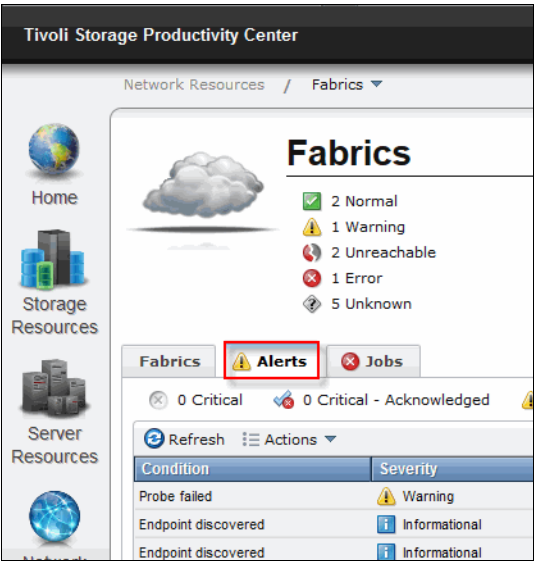 Tivoli Storage Productivity Center
Network Resources / Fabrics
Fabrics
2 Normal
1 Warning
2 Unreachable
1 Error
5 Unknown
Home
Storage
Resources
Server
Resources
Network
Fabrics Alerts Jobs
0 Critical 0 Critical - Acknowledged
Refresh Actions
Condition Severity
Probe failed Warning
Endpoint discovered Informational
Endpoint discovered Informational